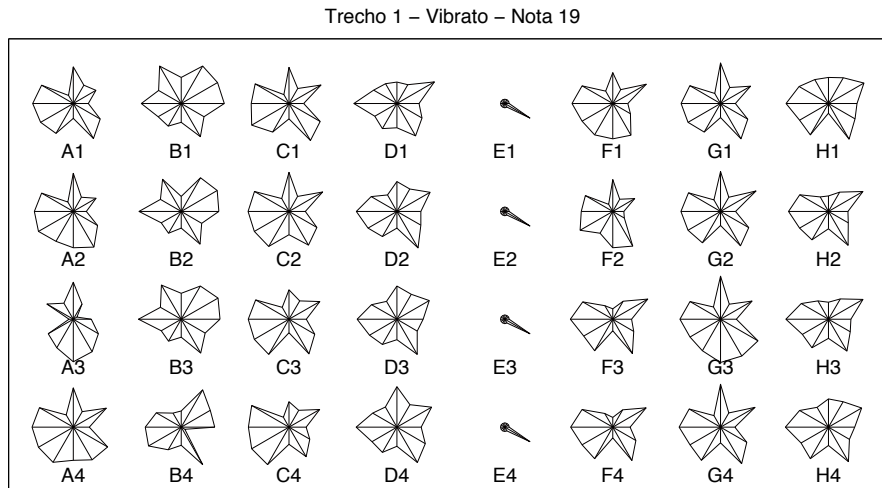 Trecho 1 – Vibrato – Nota 19
A1 B1 C1 D1 E1 F1 G1 H1
A2 B2 C2 D2 E2 F2 G2 H2
A3 B3 C3 D3 E3 F3 G3 H3
A4 B4 C4 D4 E4 F4 G4 H4